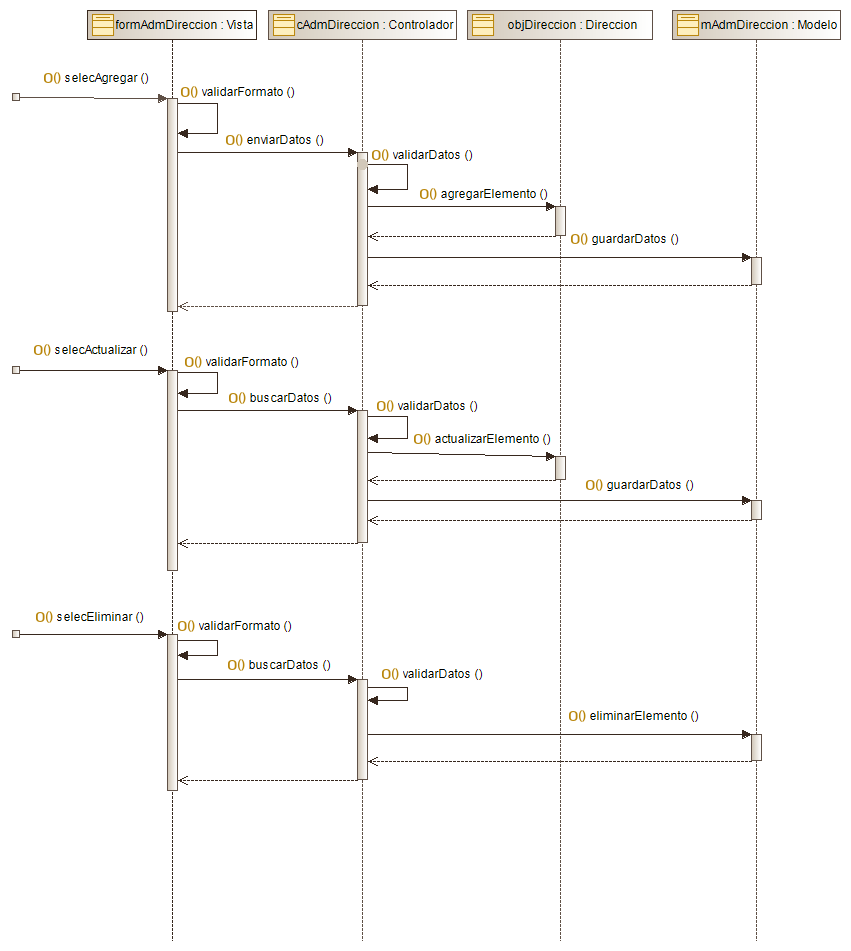 formAdmDireccion : Vista
cAdmDireccion : Controlador
objDireccion : Direccion
mAdmDireccion : Modelo
O() selecAgregar ()
O() validarFormato ()
O() enviarDatos ()
O() validarDatos ()
O() agregarElemento ()
O() guardarDatos ()
O() selecActualizar ()
O() validarFormato ()
O() buscarDatos ()
O() validarDatos ()
O() actualizarElemento ()
O() guardarDatos ()
O() selecEliminar ()
O() validarFormato ()
O() buscarDatos ()
O() validarDatos ()
O() eliminarElemento ()